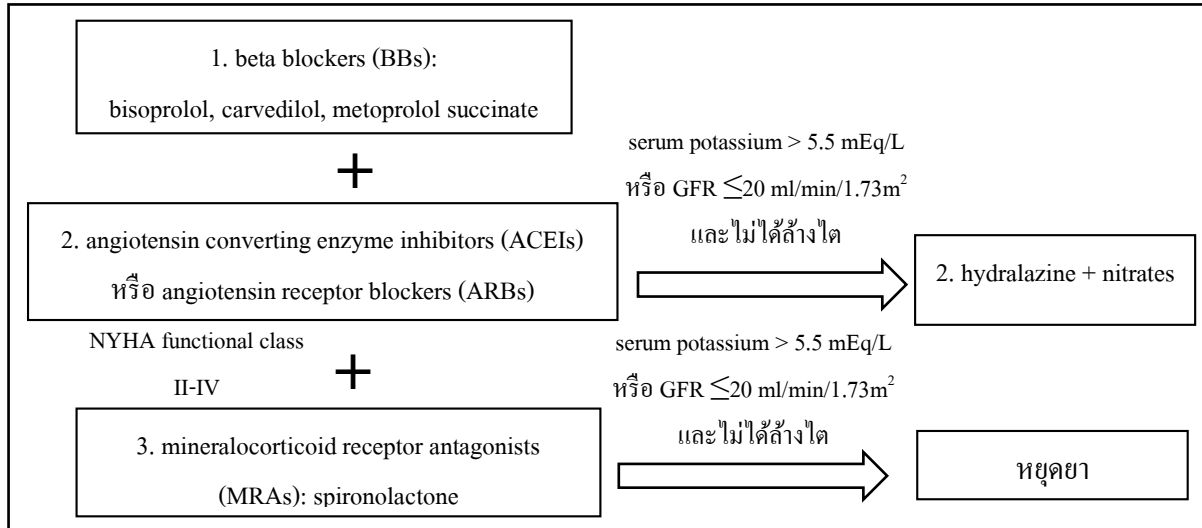 1. beta blockers (BBs):
bisoprolol, carvedilol, metoprolol succinate
+
serum potassium > 5.5 mEq/L
หรือ GFR ≤20 ml/min/1.73m²
และไม่ได้ล้างไต
2. angiotensin converting enzyme inhibitors (ACEIs)
หรือ angiotensin receptor blockers (ARBs)
2. hydralazine + nitrates
NYHA functional class
II-IV
+
serum potassium > 5.5 mEq/L
หรือ GFR ≤20 ml/min/1.73m²
และไม่ได้ล้างไต
3. mineralocorticoid receptor antagonists
(MRAs): spironolactone
หยุดยา